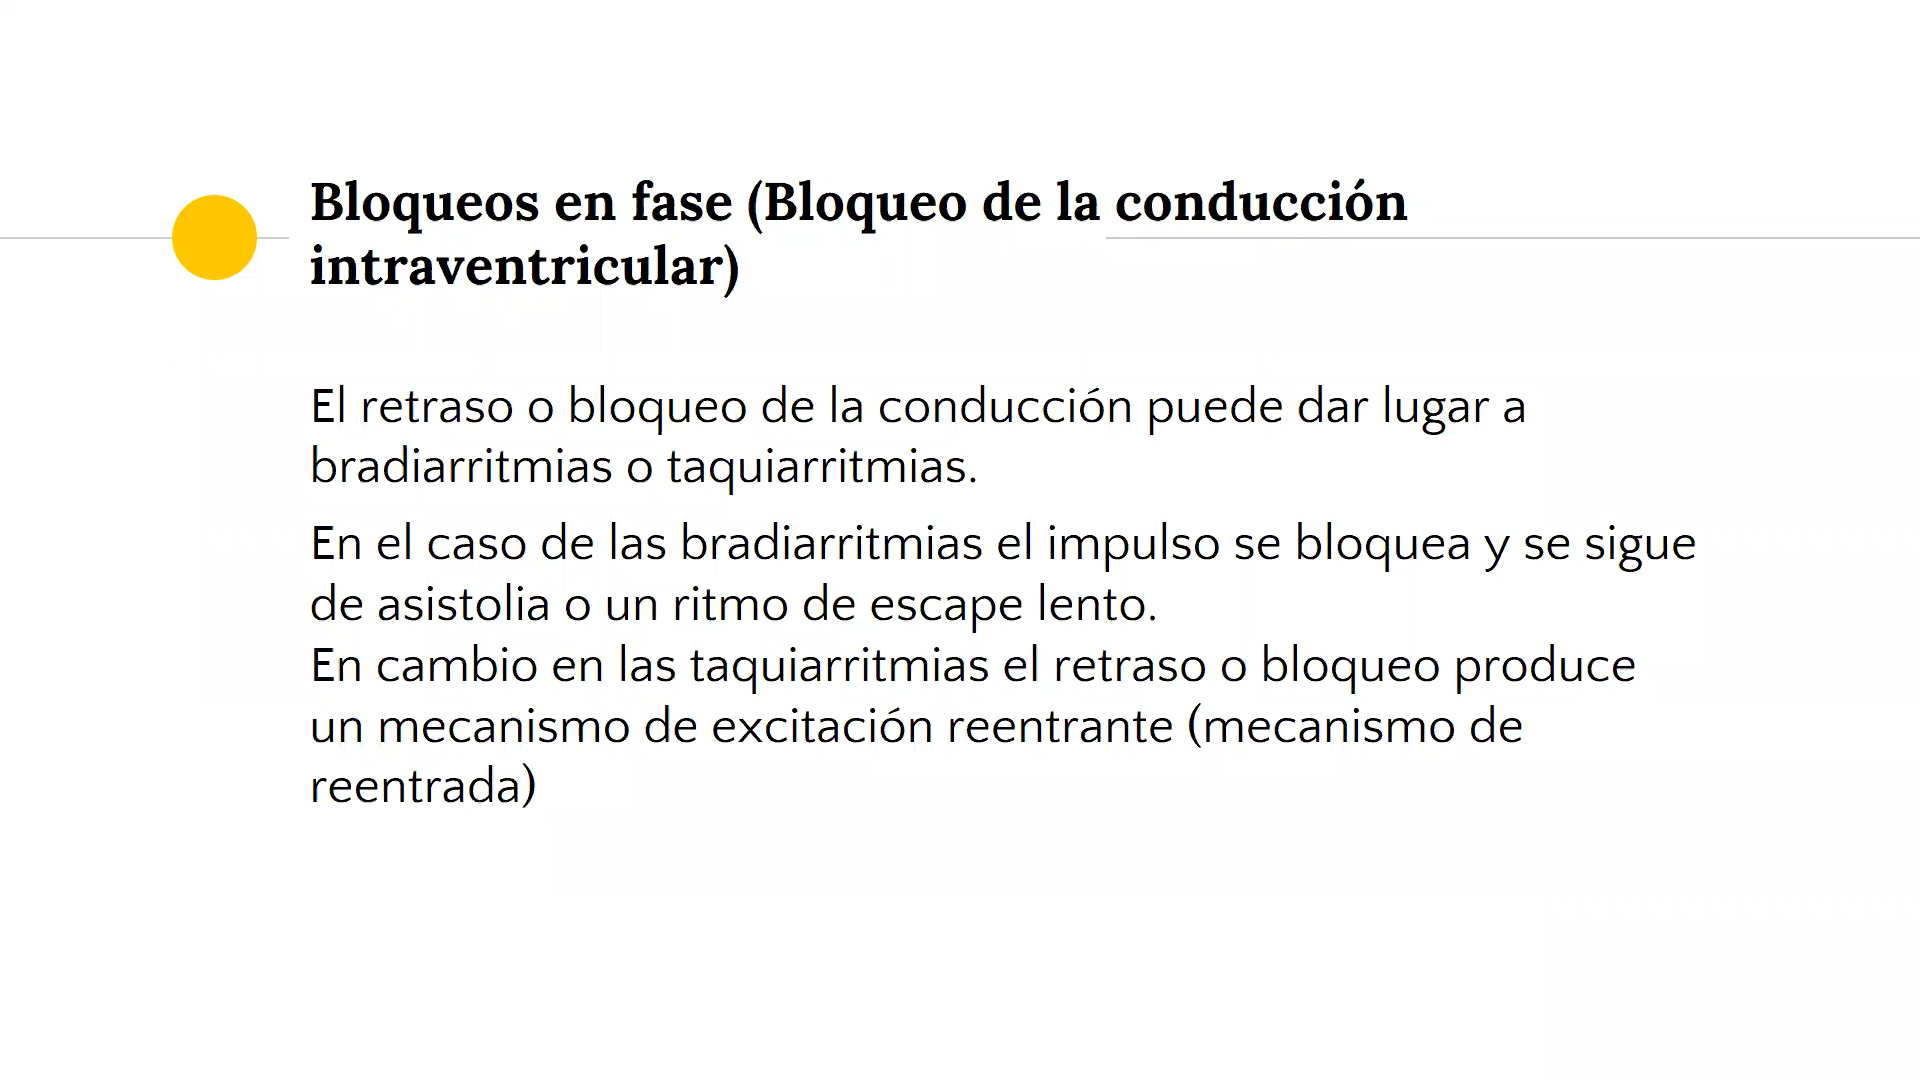 Bloqueos en fase (Bloqueo de la conducción
intraventricular)
El retraso o bloqueo de la conducción puede dar lugar a
bradiarritmias o taquiarritmias.
En el caso de las bradiarritmias el impulso se bloquea y se sigue
de asistolia o un ritmo de escape lento.
En cambio en las taquiarritmias el retraso o bloqueo produce
un mecanismo de excitación reentrante (mecanismo de
reentrada)